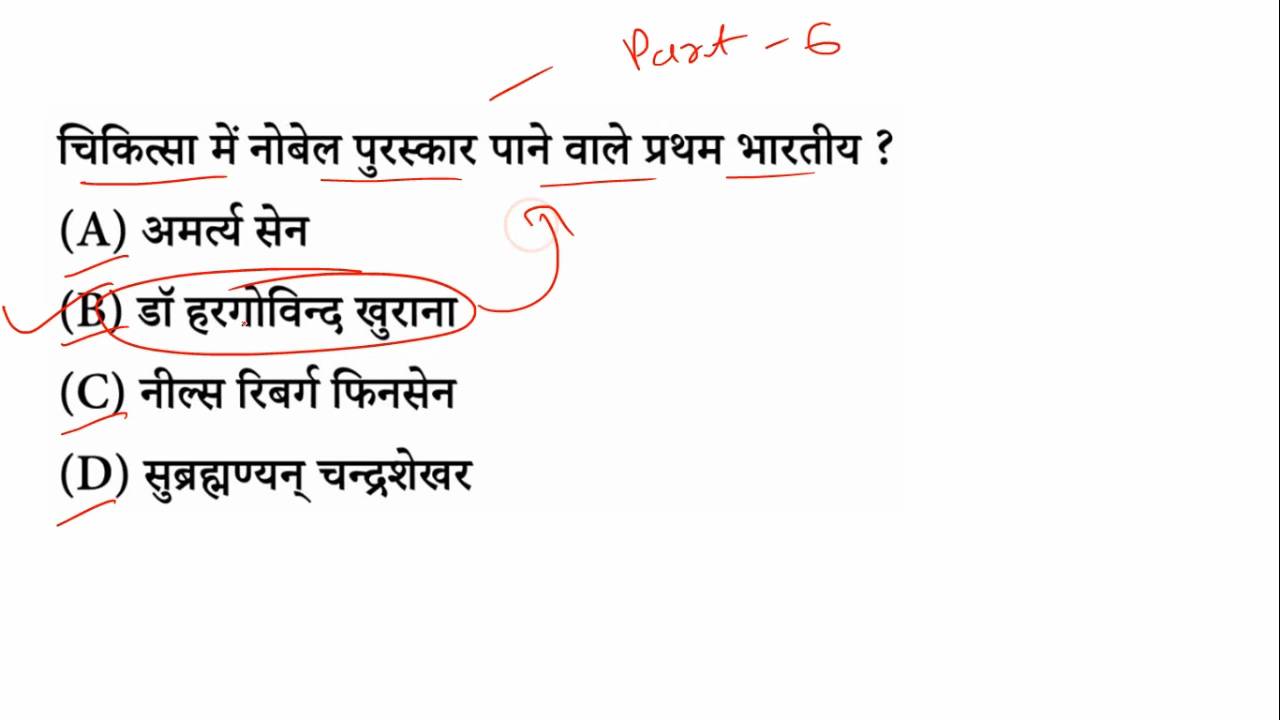 Part - 6
चिकित्सा में नोबेल पुरस्कार पाने वाले प्रथम भारतीय ?
(A) अमर्त्य सेन
(B) डॉ हरगोविन्द खुराना
(C) नील्स रिबर्ग फिनसेन
(D) सुब्रह्मण्यन् चन्द्रशेखर